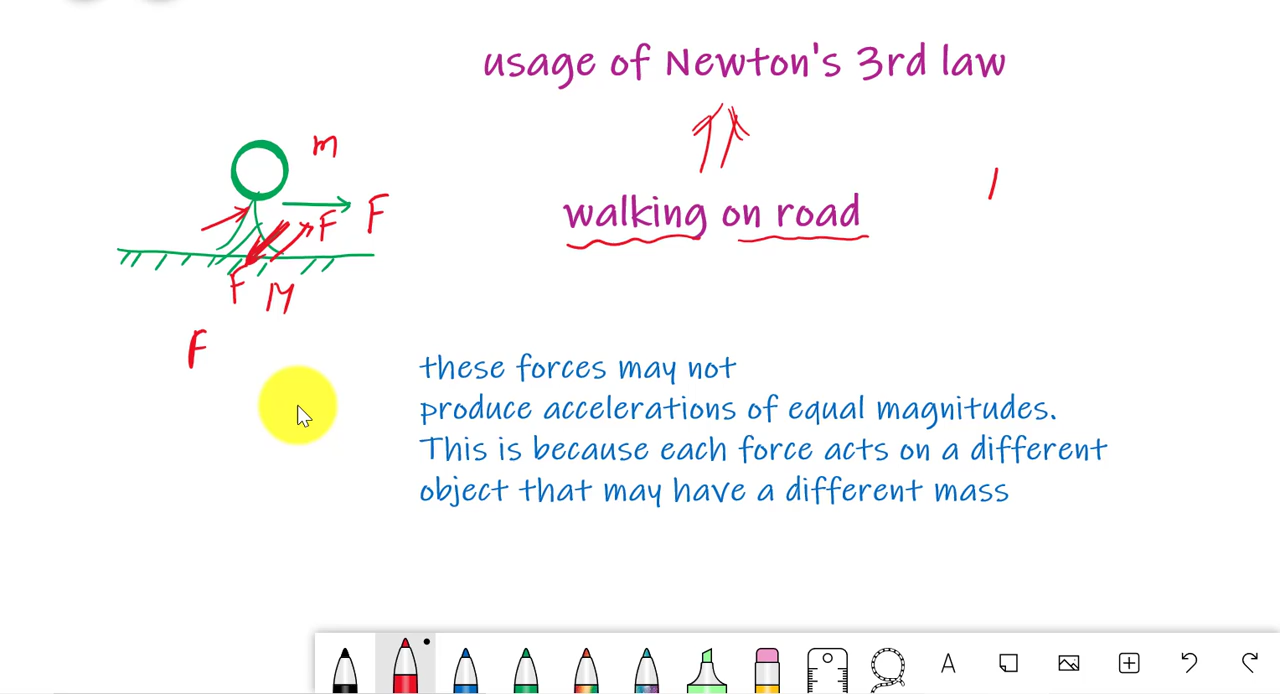 usage of Newton's 3rd law
m
F
walking on road
F
F
M
F
these forces may not
produce accelerations of equal magnitudes.
This is because each force acts on a different
object that may have a different mass
A